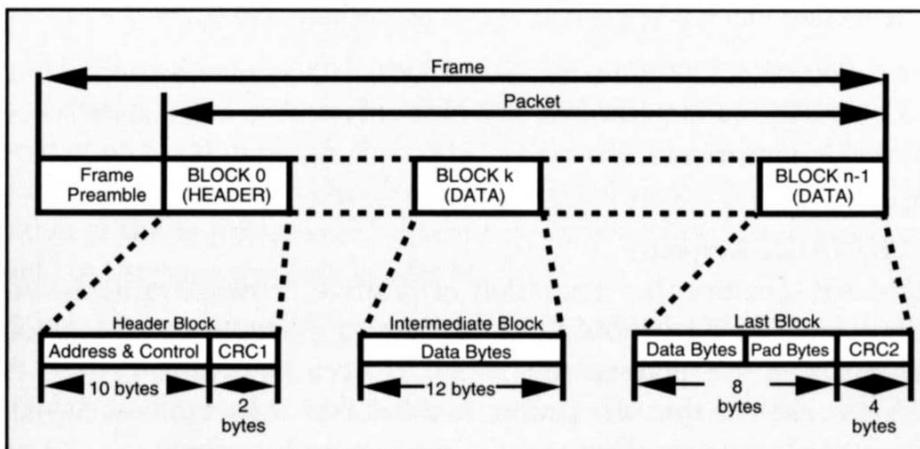 Frame
Packet
Frame Preamble
BLOCK 0 (HEADER)
BLOCK k (DATA)
BLOCK n-1 (DATA)
Header Block
Address & Control
CRC1
10 bytes
2 bytes
Intermediate Block
Data Bytes
12 bytes
Last Block
Data Bytes
Pad Bytes
CRC2
8 bytes
4 bytes